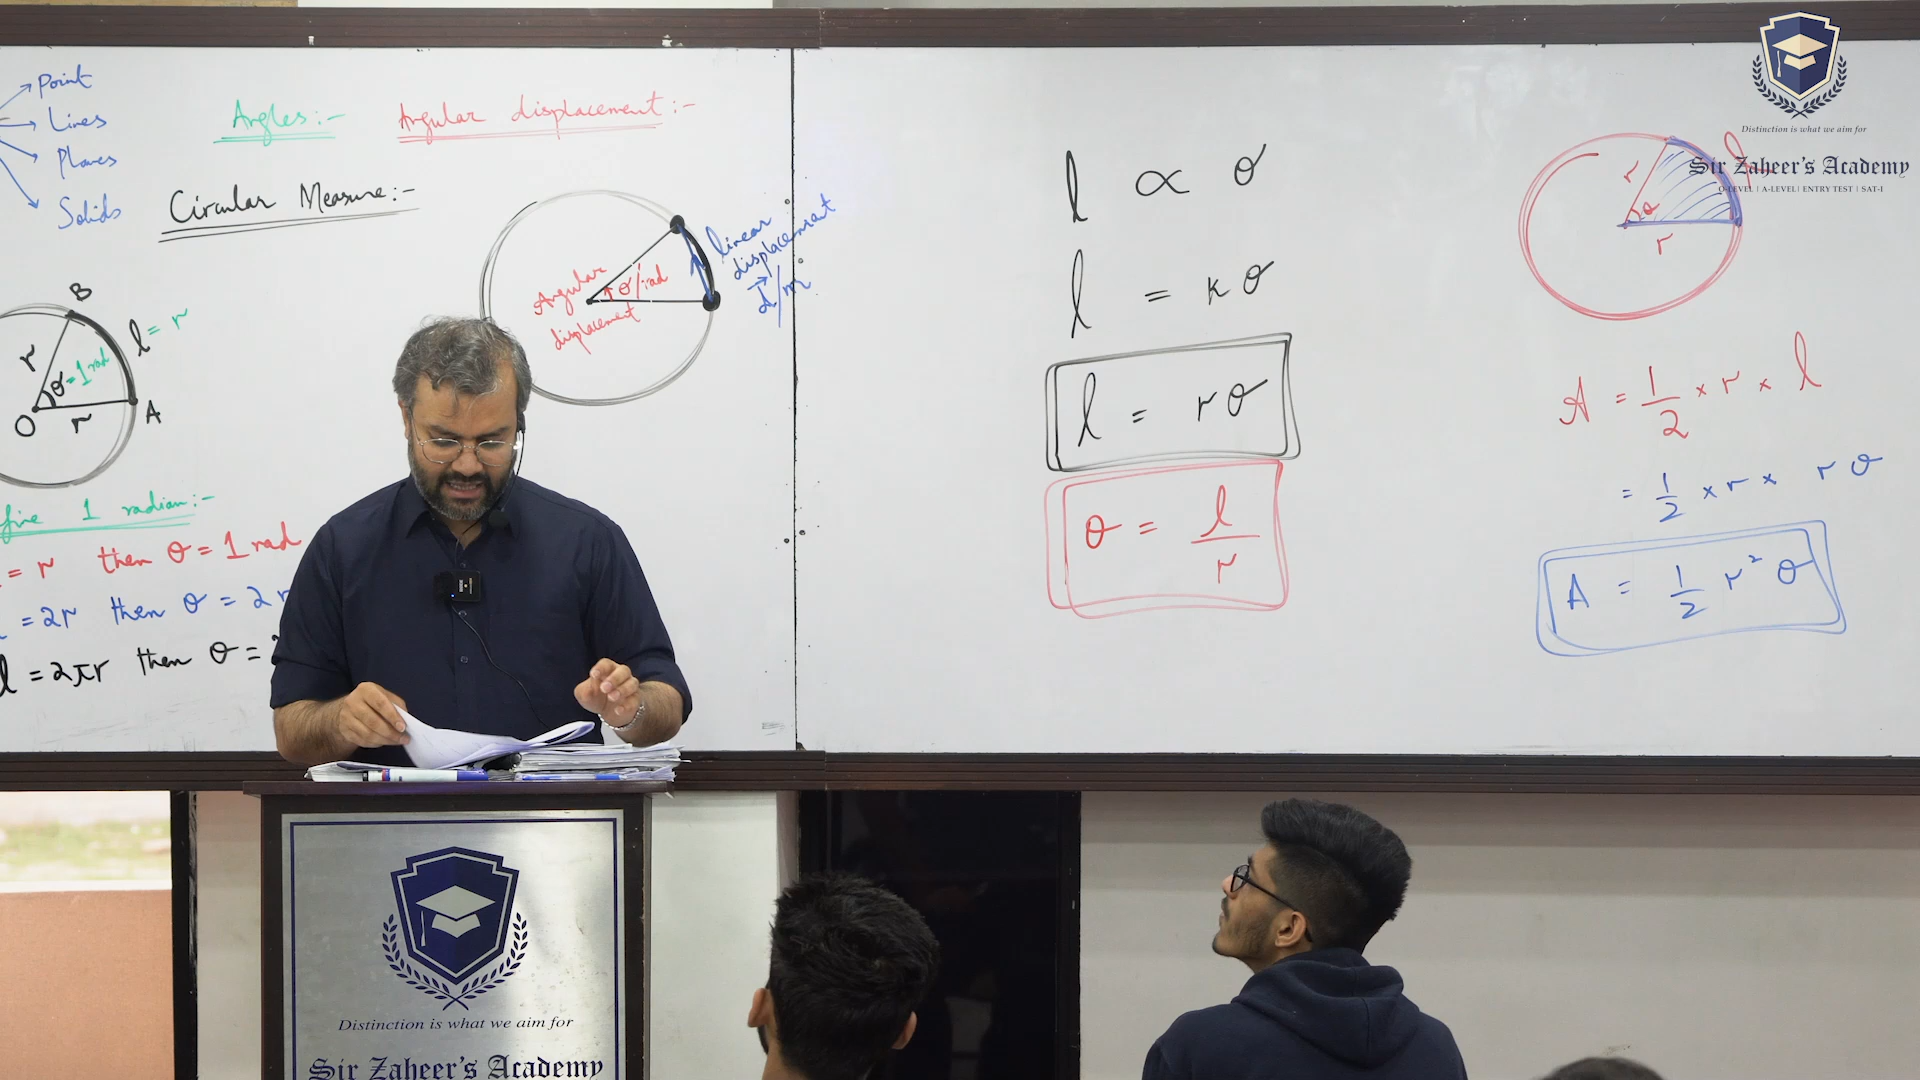 Point
Lines
Planes
Solids
Angles:-
Angular displacement:-
Circular Measure:-
B
l = r
r
θ = 1 rad
O
r
A
Angular
displacement
θ/rad
linear
displacement
d/m
fine 1 radian:-
= r then θ = 1 rad
= 2r then θ = 2 r
l = 2πr then θ =
l ∝ θ
l = kθ
l = rθ
θ = l/r
r
θ
r
l
A = 1/2 × r × l
= 1/2 × r × rθ
A = 1/2 r² θ
Distinction is what we aim for
Sir Zaheer's Academy
O-LEVEL | A-LEVEL | ENTRY TEST | SAT-I
Distinction is what we aim for
Sir Zaheer's Academy